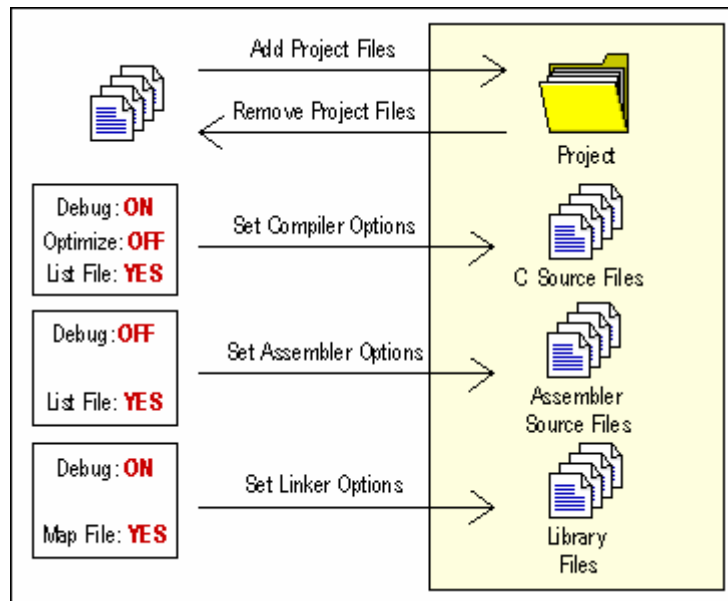 Add Project Files
Remove Project Files
Project
Debug: ON
Optimize: OFF
List File: YES
Set Compiler Options
C Source Files
Debug: OFF
List File: YES
Set Assembler Options
Assembler
Source Files
Debug: ON
Map File: YES
Set Linker Options
Library
Files